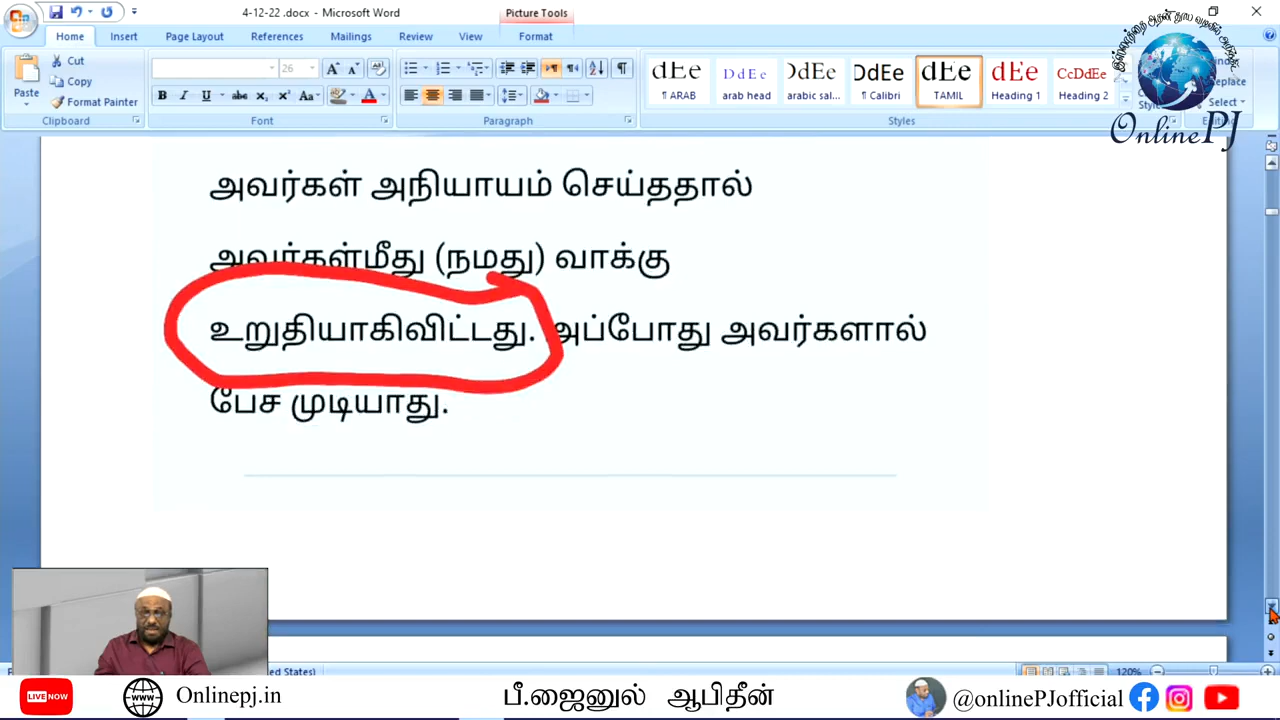 4-12-22 .docx - Microsoft Word
Picture Tools
Home
Insert
Page Layout
References
Mailings
Review
View
Format
Cut
Copy
Format Painter
Paste
Clipboard
26
Font
Paragraph
¶ ARAB
arab head
arabic sal...
¶ Calibri
TAMIL
Heading 1
Heading 2
Styles
Select
OnlinePJ
அவர்கள் அநியாயம் செய்ததால்
அவர்கள்மீது (நமது) வாக்கு
உறுதியாகிவிட்டது. அப்போது அவர்களால்
பேச முடியாது.
120%
LIVE NOW
WWW
Onlinepj.in
பீ.ஜைனுல் ஆபிதீன்
@onlinePJofficial